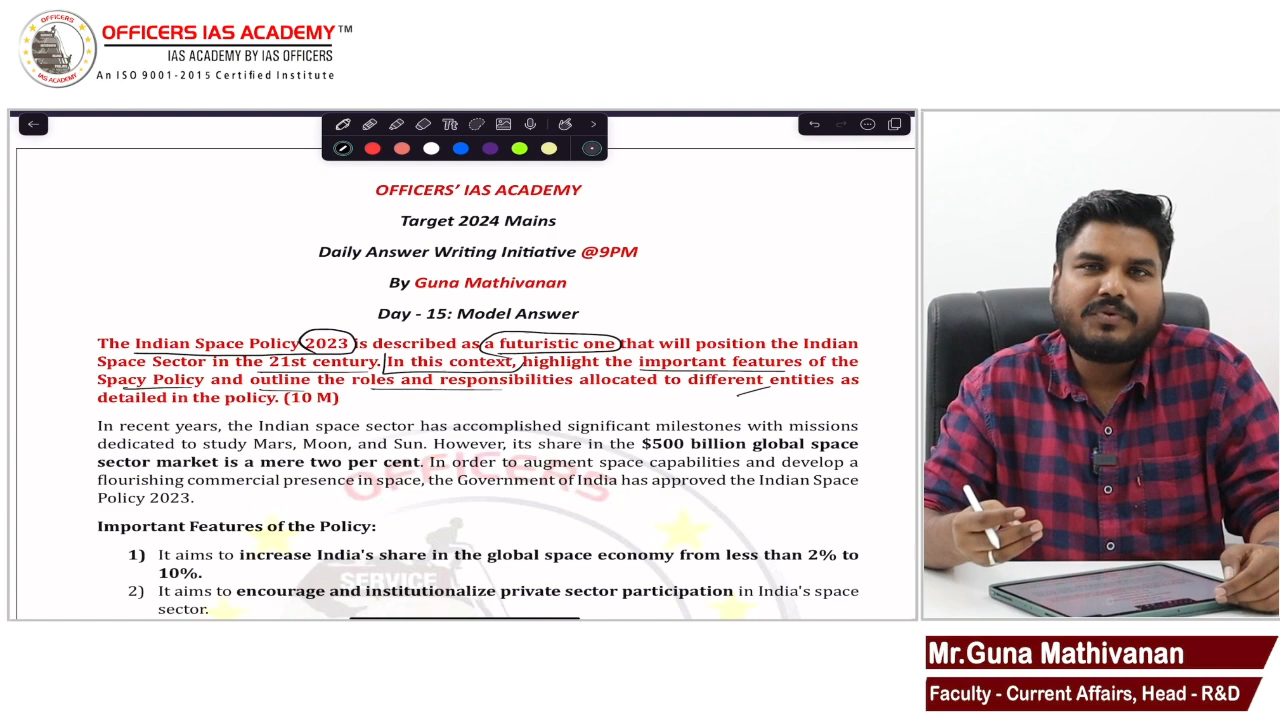 OFFICERS IAS ACADEMY
OFFICERS IAS ACADEMY™
IAS ACADEMY BY IAS OFFICERS
An ISO 9001-2015 Certified Institute
Tt
OFFICERS’ IAS ACADEMY
Target 2024 Mains
Daily Answer Writing Initiative @9PM
By Guna Mathivanan
Day - 15: Model Answer
The Indian Space Policy 2023 is described as a futuristic one that will position the Indian
Space Sector in the 21st century. In this context, highlight the important features of the
Spacy Policy and outline the roles and responsibilities allocated to different entities as
detailed in the policy. (10 M)
In recent years, the Indian space sector has accomplished significant milestones with missions
dedicated to study Mars, Moon, and Sun. However, its share in the $500 billion global space
sector market is a mere two per cent. In order to augment space capabilities and develop a
flourishing commercial presence in space, the Government of India has approved the Indian Space
Policy 2023.
Important Features of the Policy:
1) It aims to increase India's share in the global space economy from less than 2% to
10%.
2) It aims to encourage and institutionalize private sector participation in India's space
sector.
OFFICERS
SERVICE
Mr.Guna Mathivanan
Faculty - Current Affairs, Head - R&D